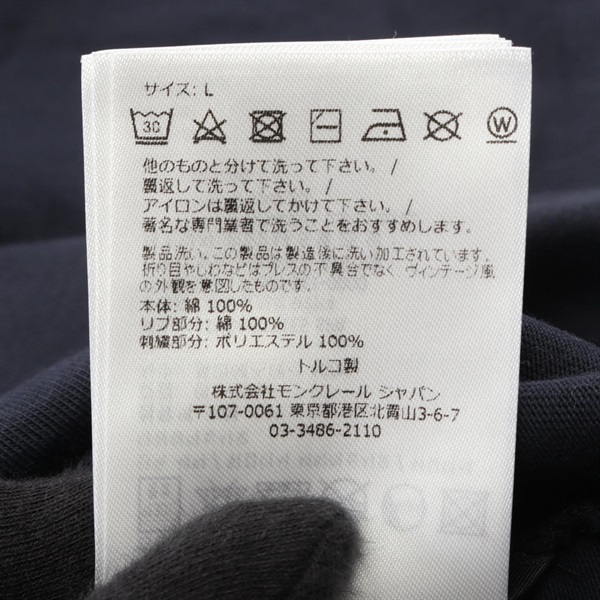 サイズ: L
30 W
他のものと分けて洗って下さい。/
裏返して洗って下さい。/
アイロンは裏返してかけて下さい。/
著名な専門業者で洗うことをおすすめします。
製品洗い。この製品は製造後に洗い加工されています。
折り目やしわなどはプレスの不具合でなく、ヴィンテージ風
の外観を意図したものです。
本体: 綿 100%
リブ部分: 綿 100%
刺繍部分: ポリエステル 100%
トルコ製
株式会社モンクレール ジャパン
〒107-0061 東京都港区北青山3-6-7
03-3486-2110